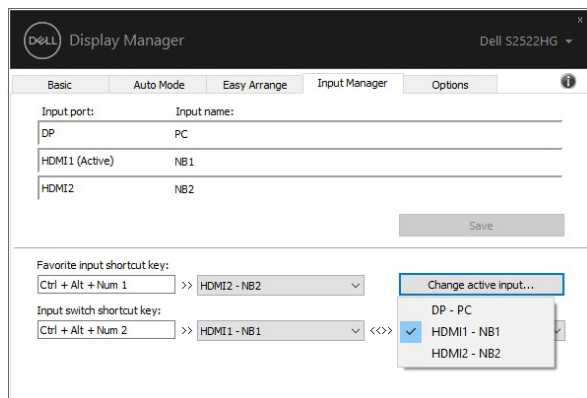 x
DELL Display Manager Dell S2522HG
Basic Auto Mode Easy Arrange Input Manager Options i
Input port: Input name:
DP PC
HDMI1 (Active) NB1
HDMI2 NB2
Save
Favorite input shortcut key:
Ctrl + Alt + Num 1 >> HDMI2 - NB2 Change active input...
Input switch shortcut key:
DP - PC
Ctrl + Alt + Num 2 >> HDMI1 - NB1 <<>> HDMI1 - NB1
HDMI2 - NB2